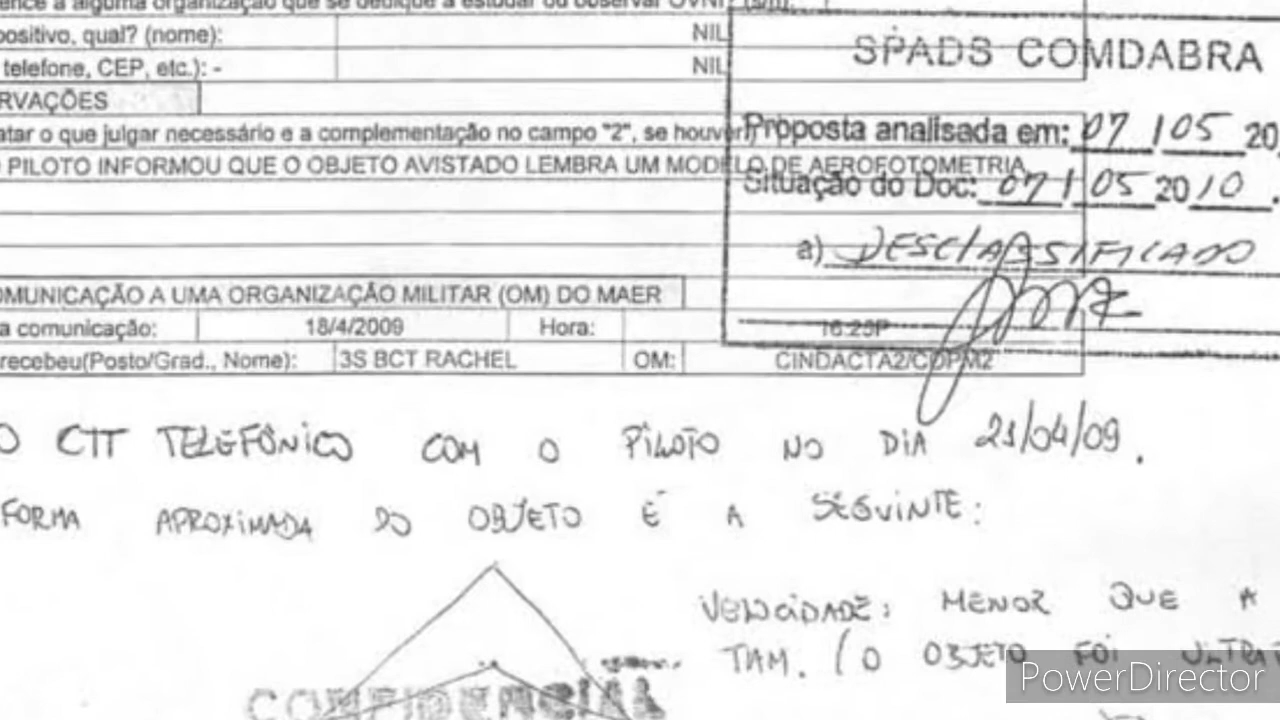 ence a alguma organização que se dedique a estudar ou observar OVNI? (s/n):
positivo, qual? (nome): NIL
telefone, CEP, etc.): - NIL
SPADS COMDABRA
RVAÇÕES
atar o que julgar necessário e a complementação no campo "2", se houver)
Proposta analisada em: 07/05 20
O PILOTO INFORMOU QUE O OBJETO AVISTADO LEMBRA UM MODELO DE AEROFOTOMETRIA
Situação do Doc: 07/05 2010.
a) DESCLASSIFICADO
OMUNICAÇÃO A UMA ORGANIZAÇÃO MILITAR (OM) DO MAER
a comunicação: 18/4/2009 Hora: 16:25P
recebeu(Posto/Grad., Nome): 3S BCT RACHEL OM: CINDACTA2/COPM2
O CTT TELEFÔNICO COM O PILOTO NO DIA 21/04/09.
FORMA APROXIMADA DO OBJETO É A SEGUINTE:
VELOCIDADE: MENOR QUE A
TAM. (O OBJETO FOI ULTRA
CONFIDENCIAL
PowerDirector